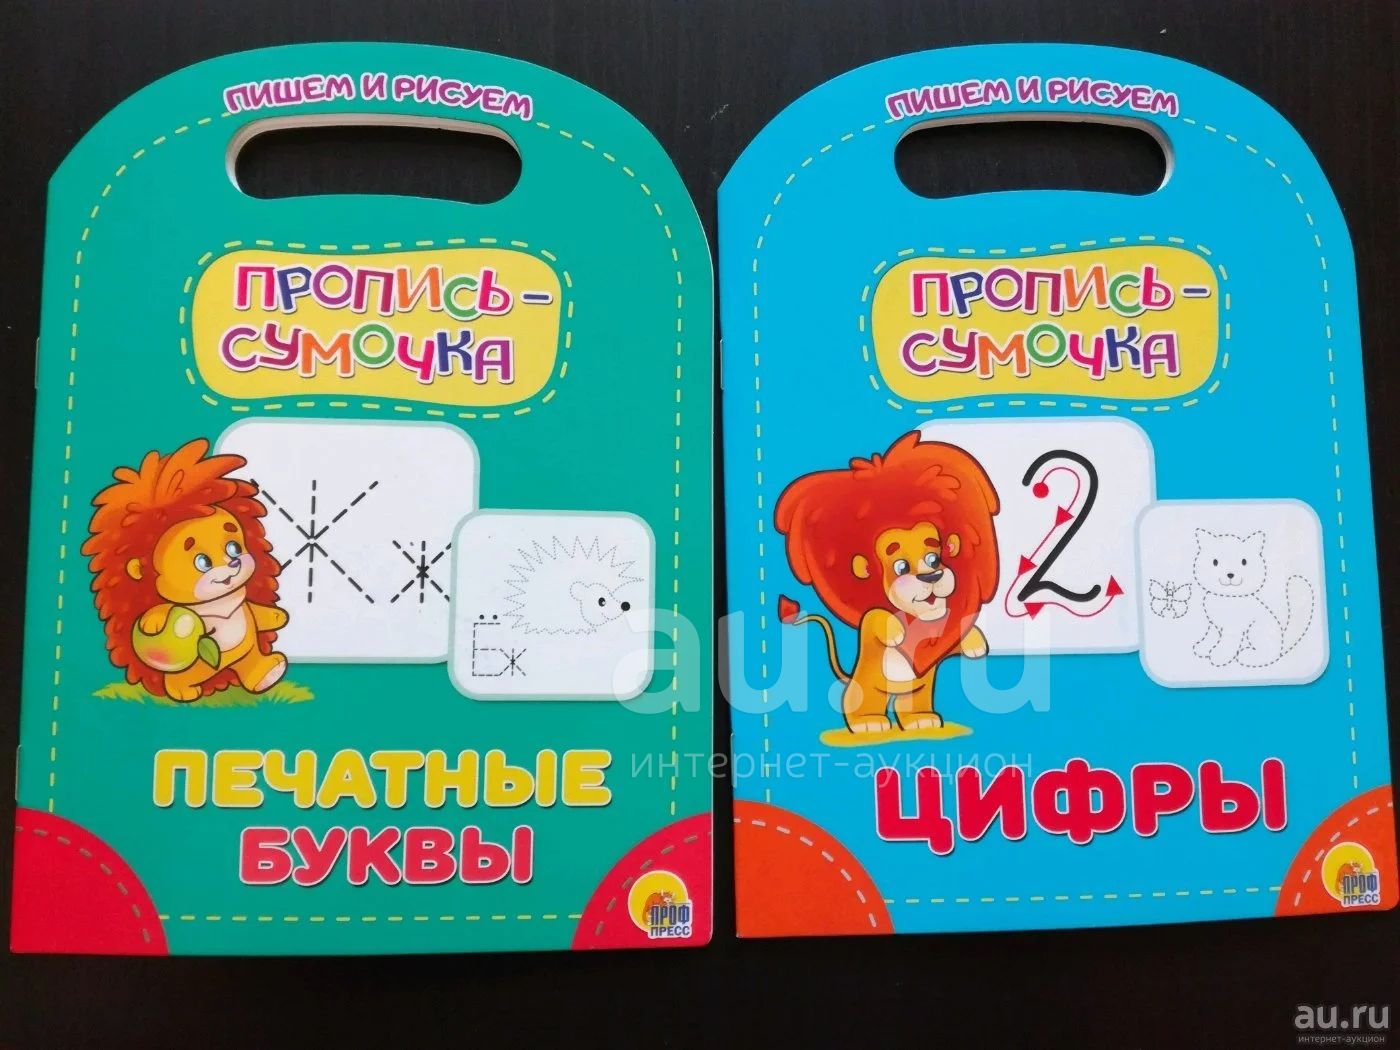 ПИШЕМ И РИСУЕМ
ПРОПИСЬ-
СУМОЧКА
Жж
Ёж
ПЕЧАТНЫЕ
БУКВЫ
ПРОФ
ПРЕСС
ПИШЕМ И РИСУЕМ
ПРОПИСЬ-
СУМОЧКА
2
ЦИФРЫ
ПРОФ
ПРЕСС
au.ru
интернет-аукцион
au.ru
интернет-аукцион